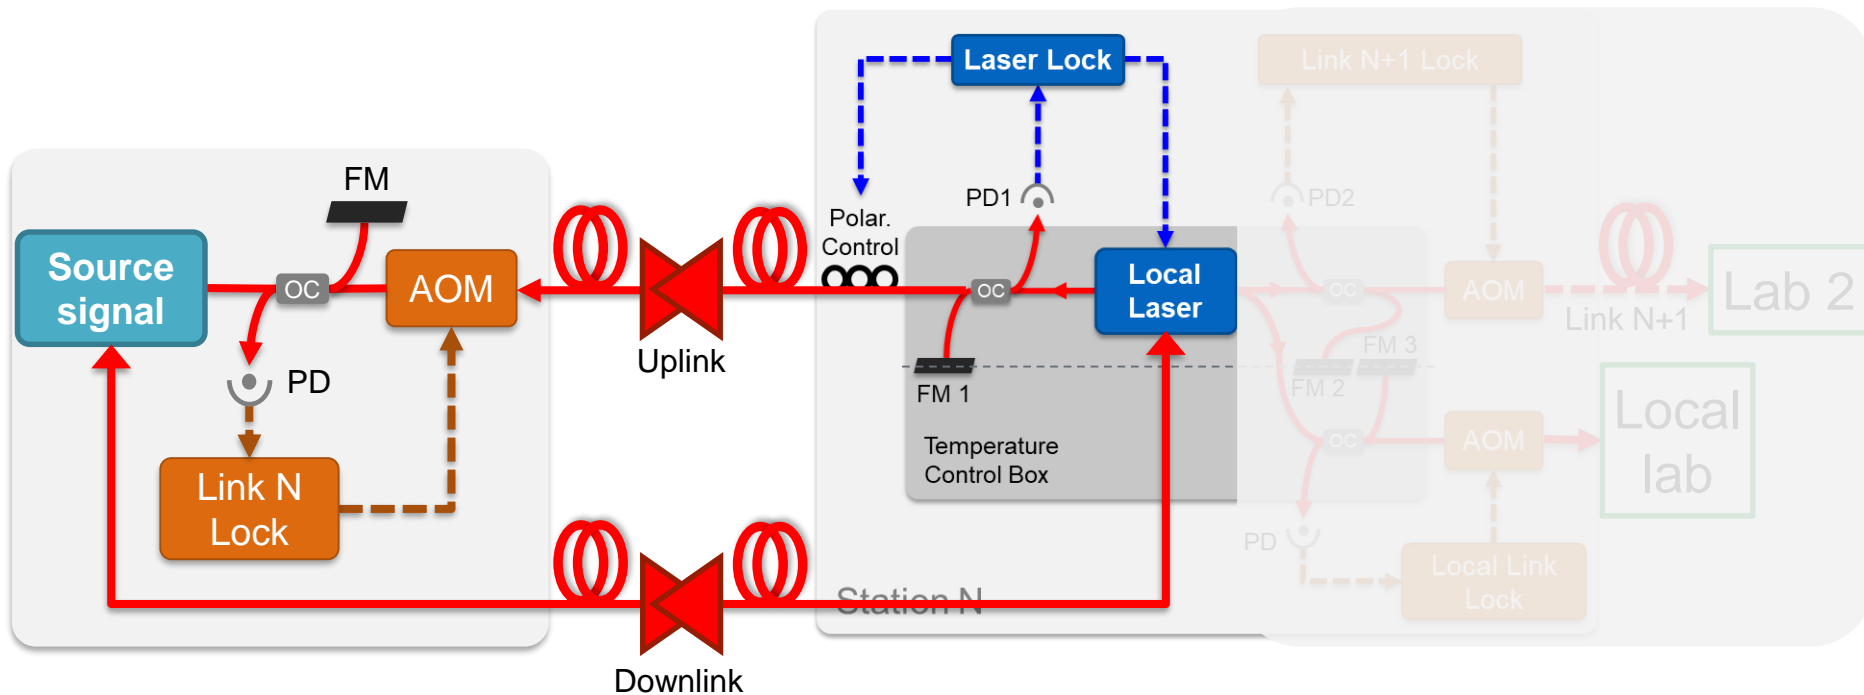 Laser Lock
Link N+1 Lock
FM
PD1
PD2
Polar.
Control
Source
signal
OC
AOM
OC
Local
Laser
OC
AOM
Lab 2
Link N+1
Uplink
PD
FM 1
FM 2
FM 3
Temperature
Control Box
OC
AOM
Local
lab
Link N
Lock
PD
Local Link
Lock
Station N
Downlink